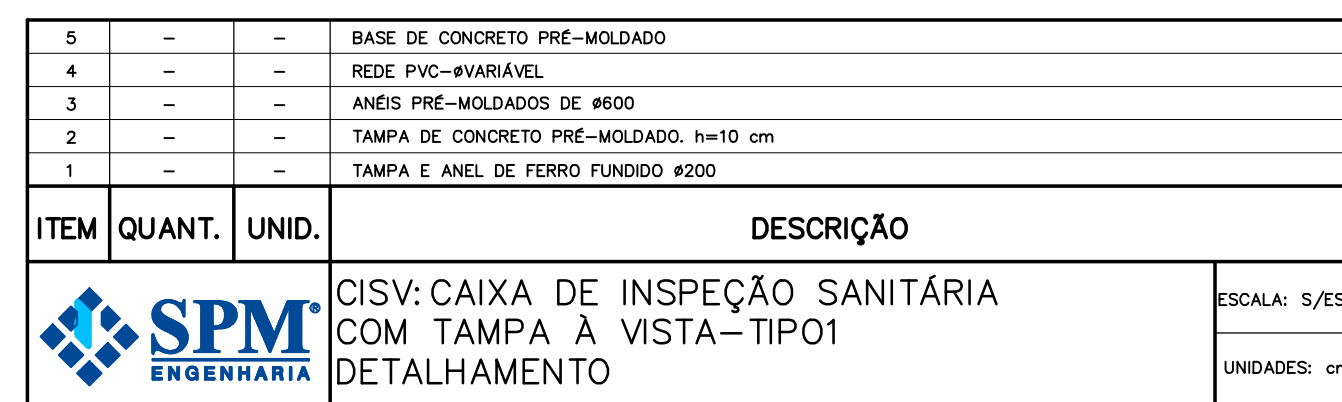 5 – – BASE DE CONCRETO PRÉ–MOLDADO
4 – – REDE PVC–øVARIÁVEL
3 – – ANÉIS PRÉ–MOLDADOS DE ø600
2 – – TAMPA DE CONCRETO PRÉ–MOLDADO. h=10 cm
1 – – TAMPA E ANEL DE FERRO FUNDIDO ø200
ITEM QUANT. UNID. DESCRIÇÃO
SPM®
ENGENHARIA
CISV: CAIXA DE INSPEÇÃO SANITÁRIA
COM TAMPA À VISTA–TIPO1
DETALHAMENTO
ESCALA: S/ES
UNIDADES: